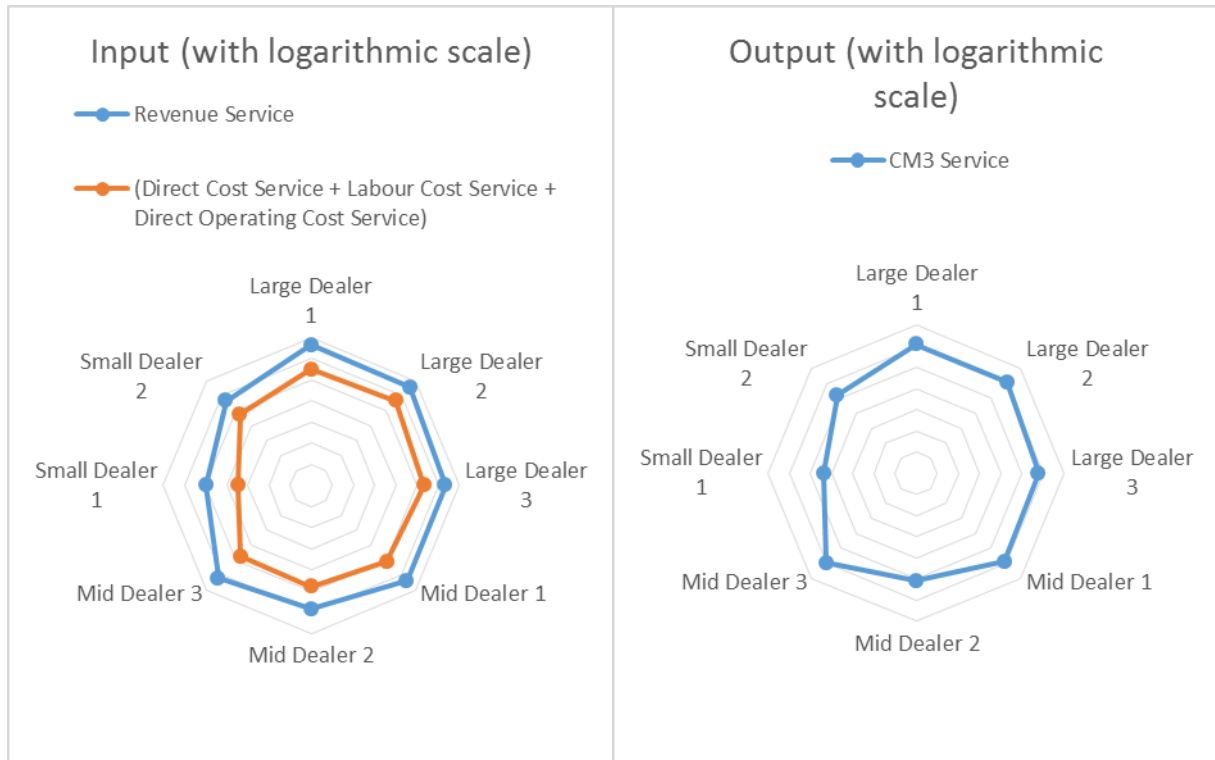 Input (with logarithmic scale)
Revenue Service
(Direct Cost Service + Labour Cost Service +
Direct Operating Cost Service)
Large Dealer
1
Large Dealer
2
Large Dealer
3
Mid Dealer 1
Mid Dealer 2
Mid Dealer 3
Small Dealer
1
Small Dealer
2
Output (with logarithmic
scale)
CM3 Service
Large Dealer
1
Large Dealer
2
Large Dealer
3
Mid Dealer 1
Mid Dealer 2
Mid Dealer 3
Small Dealer
1
Small Dealer
2